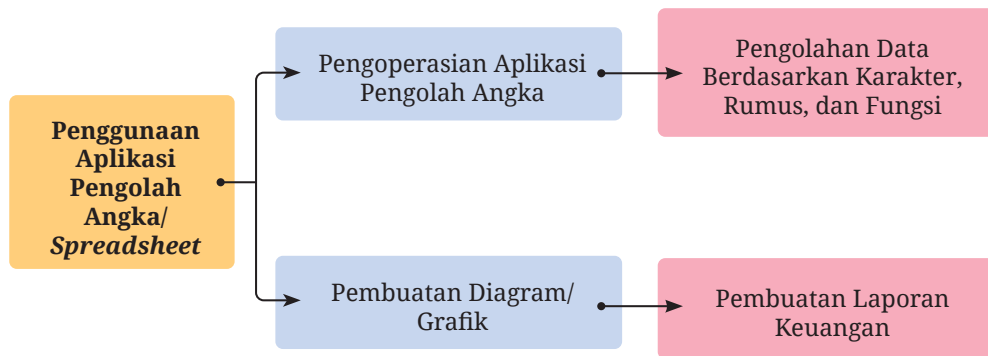 Penggunaan
Aplikasi
Pengolah
Angka/
Spreadsheet
Pengoperasian Aplikasi
Pengolah Angka
Pengolahan Data
Berdasarkan Karakter,
Rumus, dan Fungsi
Pembuatan Diagram/
Grafik
Pembuatan Laporan
Keuangan